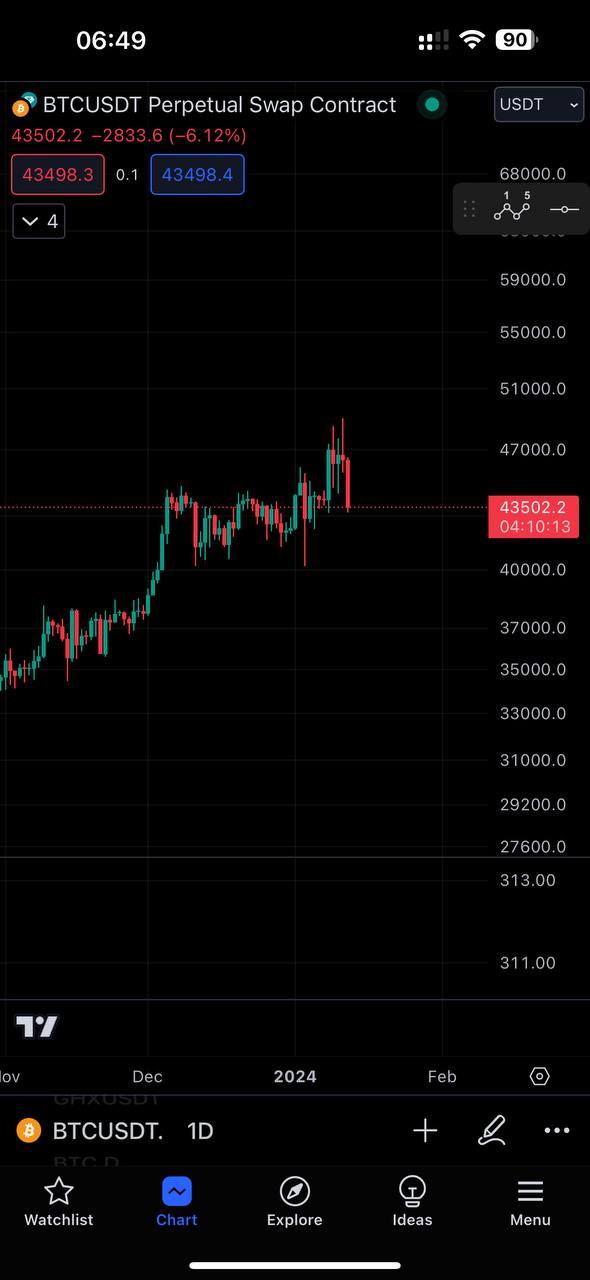 06:49
90
BTCUSDT Perpetual Swap Contract
USDT
43502.2 −2833.6 (−6.12%)
43498.3 0.1 43498.4
4
1 5
68000.0
59000.0
55000.0
51000.0
47000.0
43502.2
04:10:13
40000.0
37000.0
35000.0
33000.0
31000.0
29200.0
27600.0
313.00
311.00
Dec 2024 Feb
BTCUSDT. 1D
BTC.D
Watchlist Chart Explore Ideas Menu